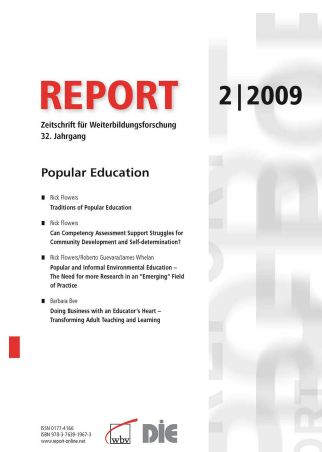 REPORT
2|2009
Zeitschrift für Weiterbildungsforschung
32. Jahrgang
Popular Education
Rick Flowers
Traditions of Popular Education
Rick Flowers
Can Competency Assessment Support Struggles for
Community Development and Self-determination?
Rick Flowers/Roberto Guevara/James Whelan
Popular and Informal Environmental Education –
The Need for more Research in an "Emerging" Field
of Practice
Barbara Bee
Doing Business with an Educator's Heart –
Transforming Adult Teaching and Learning
ISSN 0177-4166
ISBN 978-3-7639-1967-3
www.report-online.net
wbv
DIE